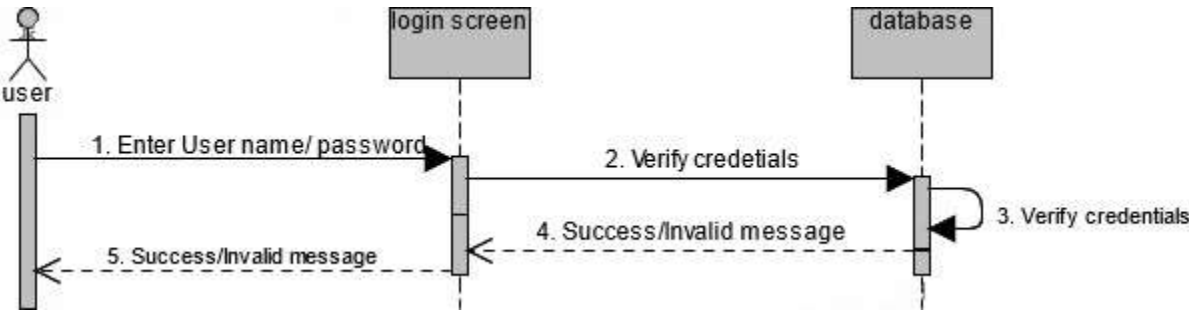 login screen
database
user
1. Enter User name/ password
2. Verify credetials
3. Verify credentials
4. Success/Invalid message
5. Success/Invalid message